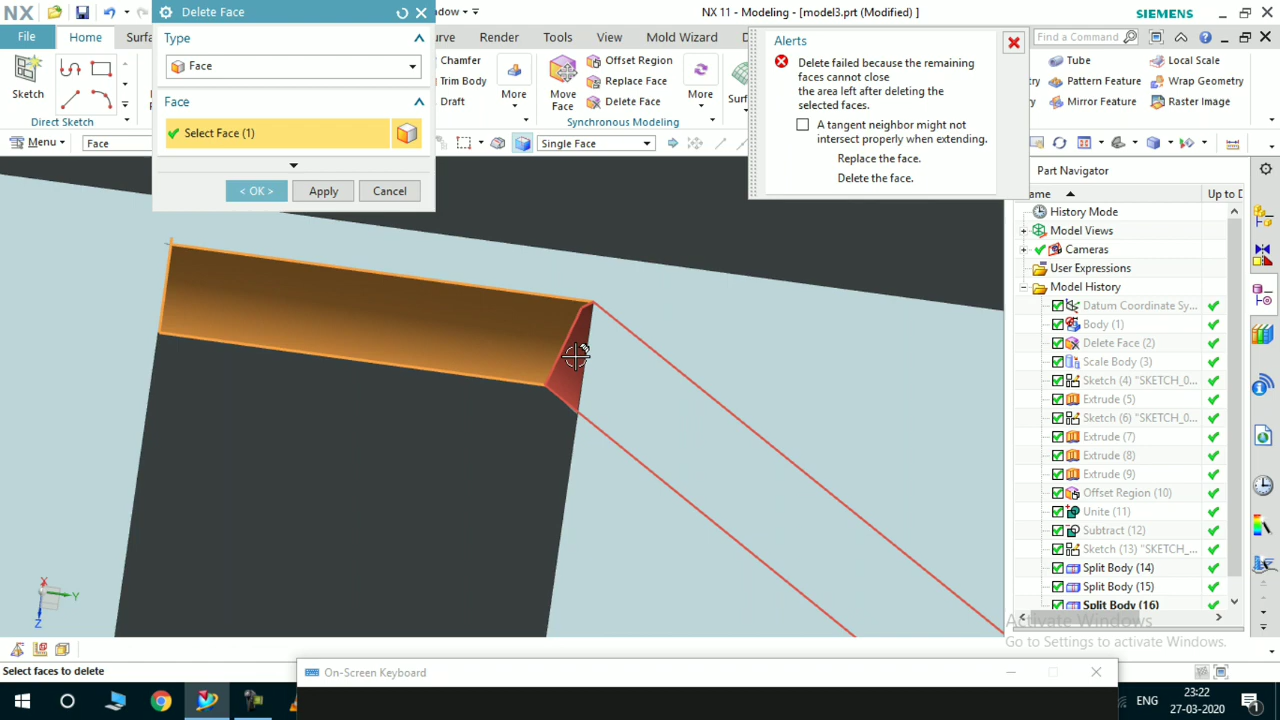 NX
Delete Face
ndow
NX 11 - Modeling - [model3.prt (Modified) ]
SIEMENS
File
Home
Surfa
urve
Render
Tools
View
Mold Wizard
Find a Command
Type
Face
Face
Select Face (1)
< OK >
Apply
Cancel
Sketch
Direct Sketch
Chamfer
Trim Body
Draft
More
Move
Face
Offset Region
Replace Face
Delete Face
More
Surf
Synchronous Modeling
Tube
Pattern Feature
Mirror Feature
Local Scale
Wrap Geometry
Raster Image
Alerts
Delete failed because the remaining
faces cannot close
the area left after deleting the
selected faces.
A tangent neighbor might not
intersect properly when extending.
Replace the face.
Delete the face.
Menu
Face
Single Face
Part Navigator
ame
Up to D
History Mode
Model Views
Cameras
User Expressions
Model History
Datum Coordinate Sy...
Body (1)
Delete Face (2)
Scale Body (3)
Sketch (4) "SKETCH_0...
Extrude (5)
Sketch (6) "SKETCH_0...
Extrude (7)
Extrude (8)
Extrude (9)
Offset Region (10)
Unite (11)
Subtract (12)
Sketch (13) "SKETCH_...
Split Body (14)
Split Body (15)
Split Body (16)
Activate Windows
Go to Settings to activate Windows.
X
Y
Z
Select faces to delete
On-Screen Keyboard
ENG
23:22
27-03-2020
1